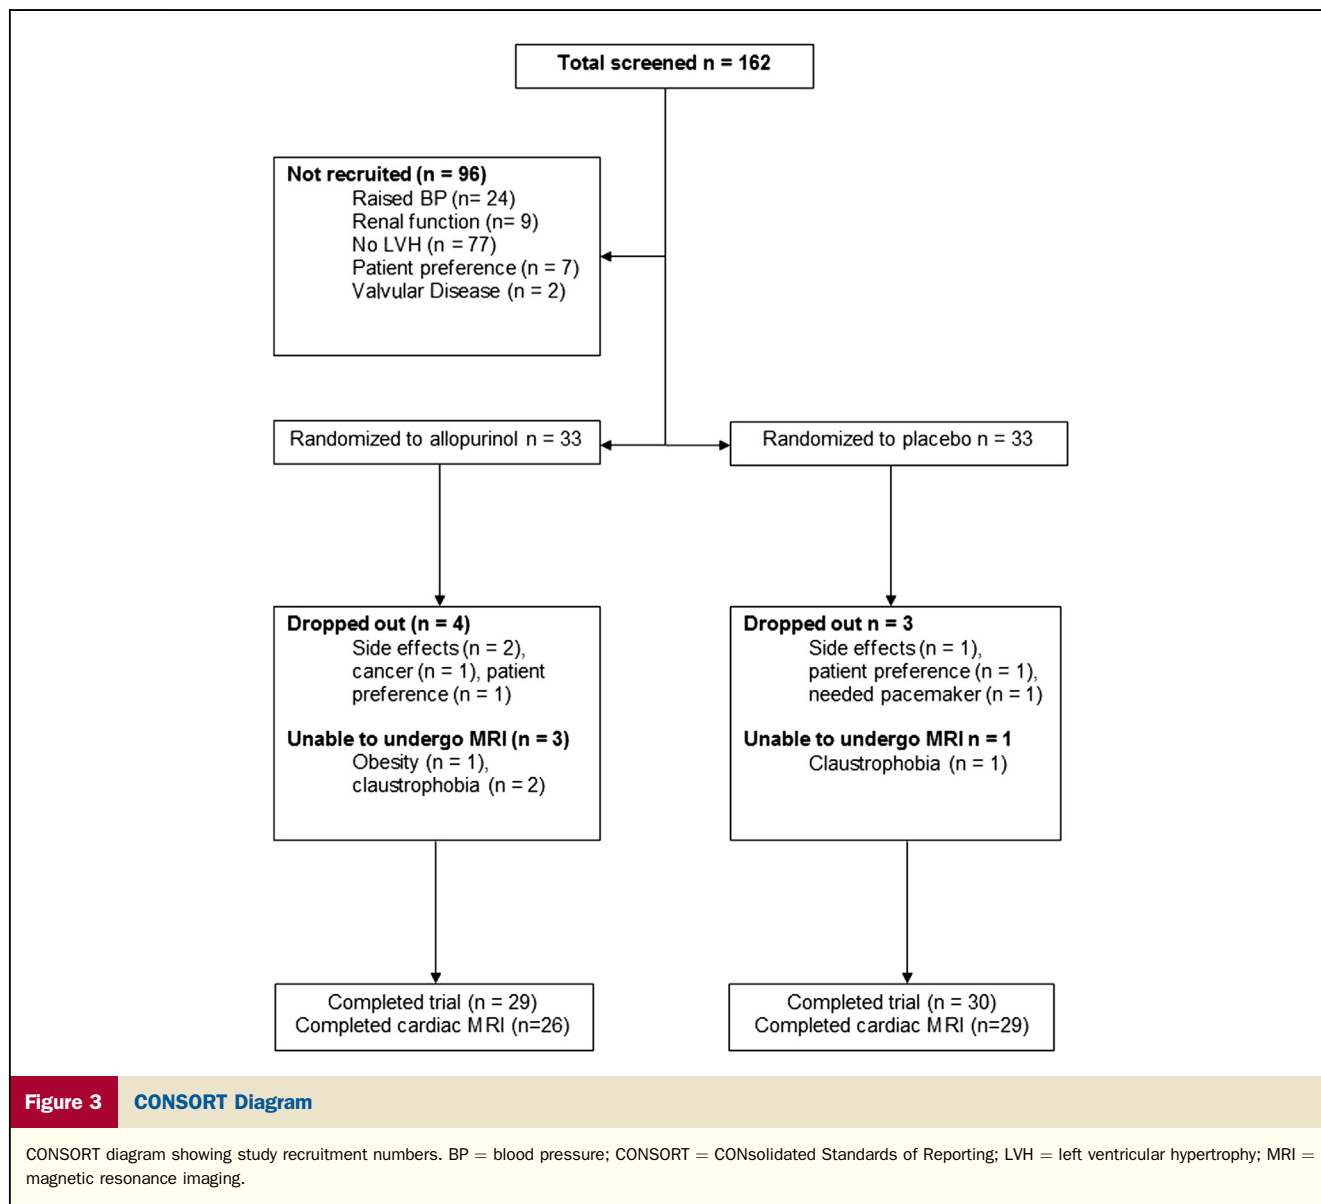 Total screened n = 162
Not recruited (n = 96)
Raised BP (n= 24)
Renal function (n= 9)
No LVH (n = 77)
Patient preference (n = 7)
Valvular Disease (n = 2)
Randomized to allopurinol n = 33
Randomized to placebo n = 33
Dropped out (n = 4)
Side effects (n = 2),
cancer (n = 1), patient
preference (n = 1)
Unable to undergo MRI (n = 3)
Obesity (n = 1),
claustrophobia (n = 2)
Dropped out n = 3
Side effects (n = 1),
patient preference (n = 1),
needed pacemaker (n = 1)
Unable to undergo MRI n = 1
Claustrophobia (n = 1)
Completed trial (n = 29)
Completed cardiac MRI (n=26)
Completed trial (n = 30)
Completed cardiac MRI (n=29)
Figure 3 CONSORT Diagram
CONSORT diagram showing study recruitment numbers. BP = blood pressure; CONSORT = CONsolidated Standards of Reporting; LVH = left ventricular hypertrophy; MRI =
magnetic resonance imaging.